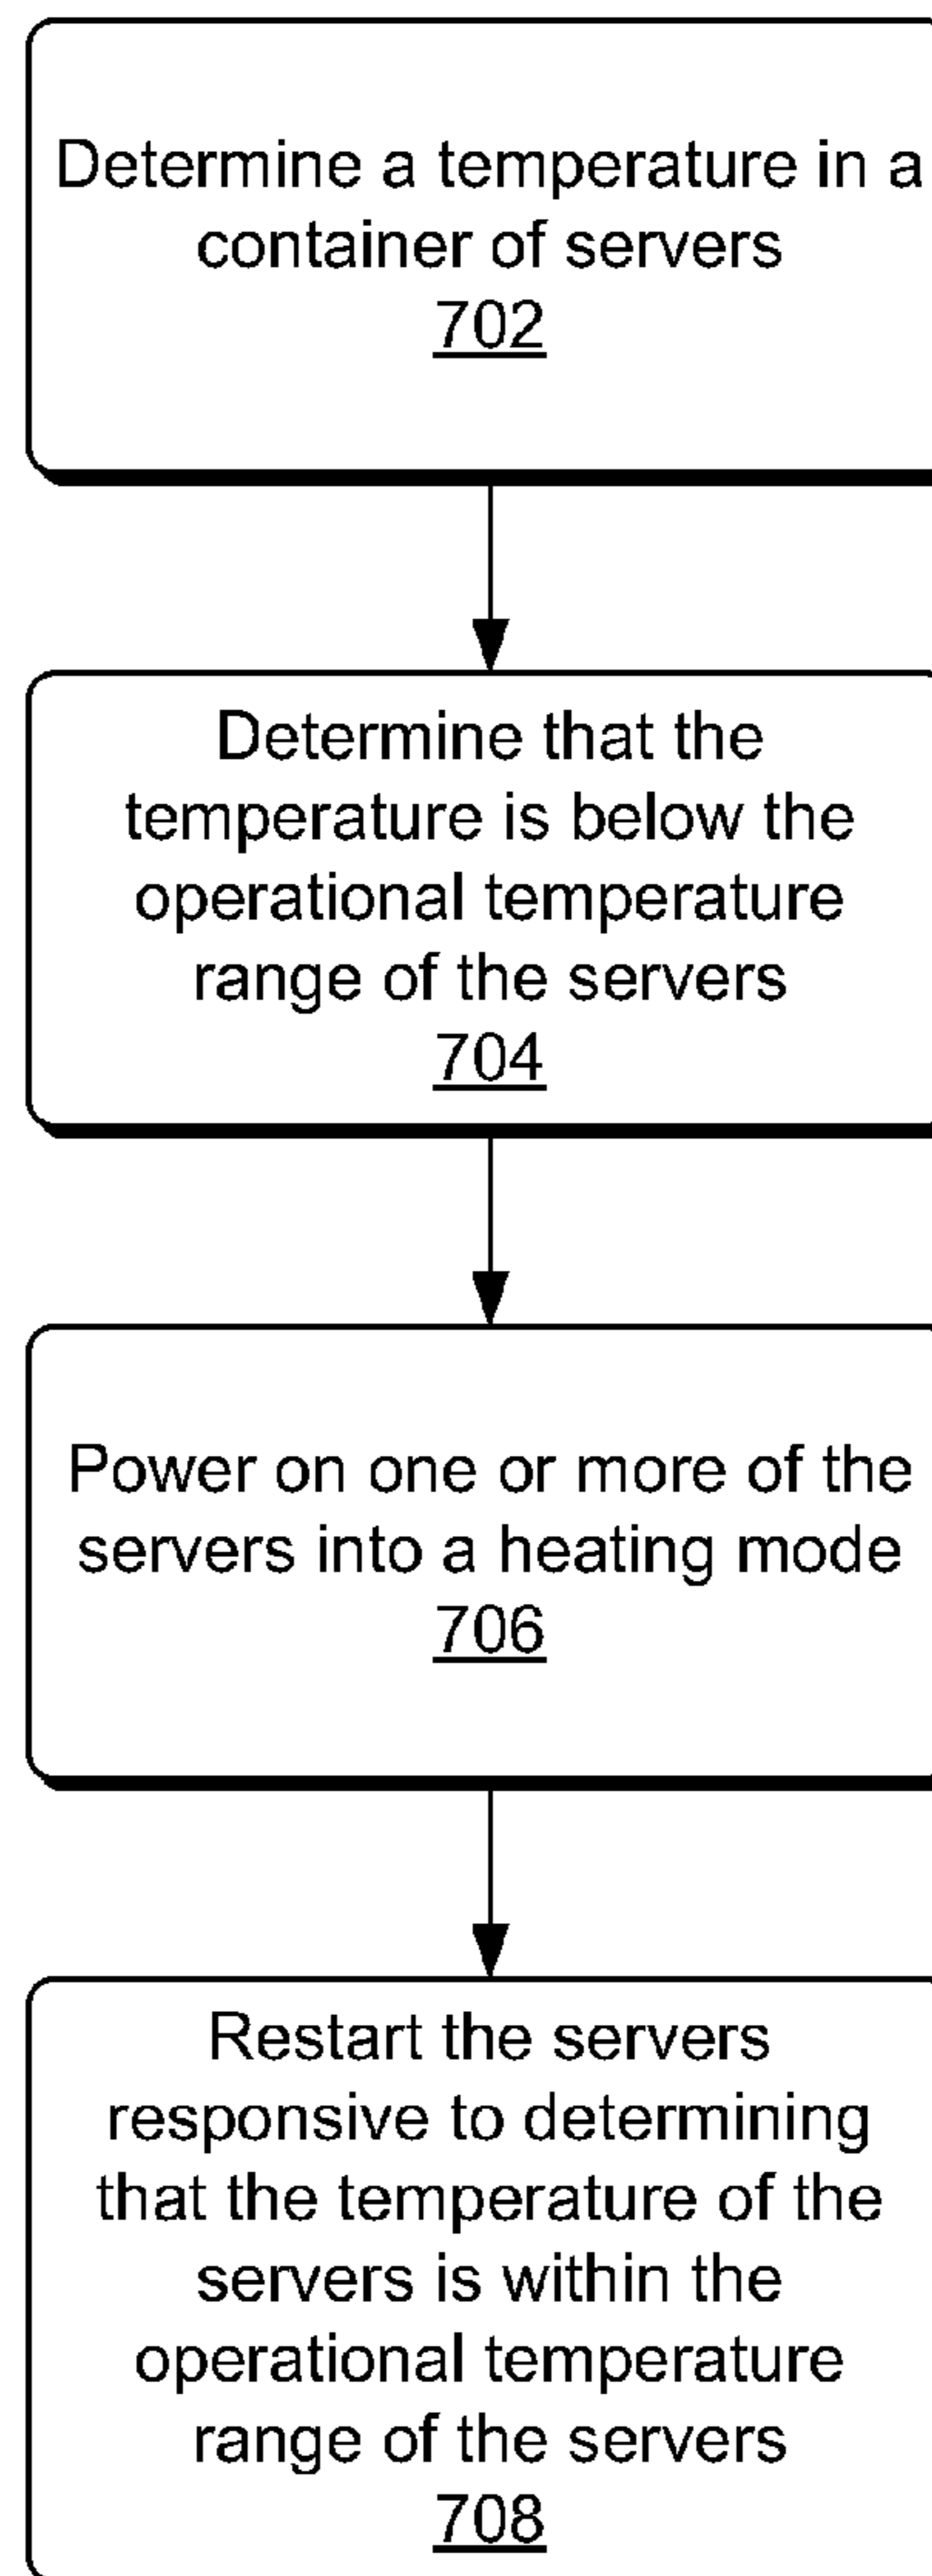 Determine a temperature in a
container of servers
702
Determine that the
temperature is below the
operational temperature
range of the servers
704
Power on one or more of the
servers into a heating mode
706
Restart the servers
responsive to determining
that the temperature of the
servers is within the
operational temperature
range of the servers
708